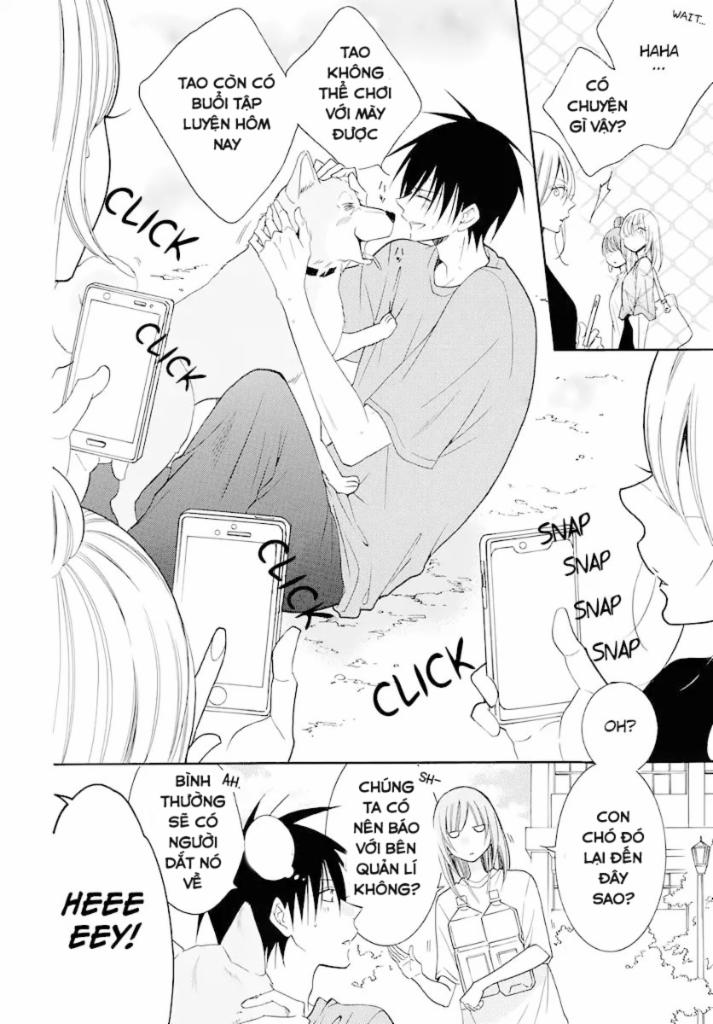 WAIT...
HAHA
...
CÓ
CHUYỆN
GÌ VẬY?
TAO
KHÔNG
THỂ CHƠI
VỚI MÀY
ĐƯỢC
TAO CÒN CÓ
BUỔI TẬP
LUYỆN HÔM
NAY
CLICK
CLICK
CLICK
CLICK
SNAP
SNAP
SNAP
SNAP
OH?
CON
CHÓ ĐÓ
LẠI ĐẾN
ĐÂY
SAO?
SH-
CHÚNG
TA CÓ
NÊN BÁO
VỚI BÊN
QUẢN LÍ
KHÔNG?
AH.
BÌNH
THƯỜNG
SẼ CÓ
NGƯỜI
DẮT NÓ
VỀ
HEEE
EEY!